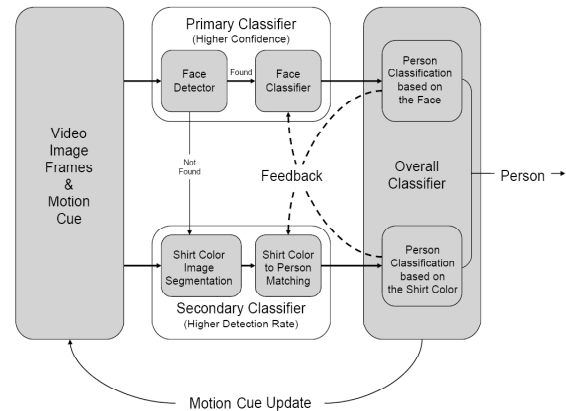 Primary Classifier
(Higher Confidence)
Face
Detector
Found
Face
Classifier
Person
Classification
based on
the Face
Video
Image
Frames
&
Motion
Cue
Not
Found
Feedback
Overall
Classifier
Person
Shirt Color
Image
Segmentation
Shirt Color
to Person
Matching
Person
Classification
based on
the Shirt Color
Secondary Classifier
(Higher Detection Rate)
Motion Cue Update